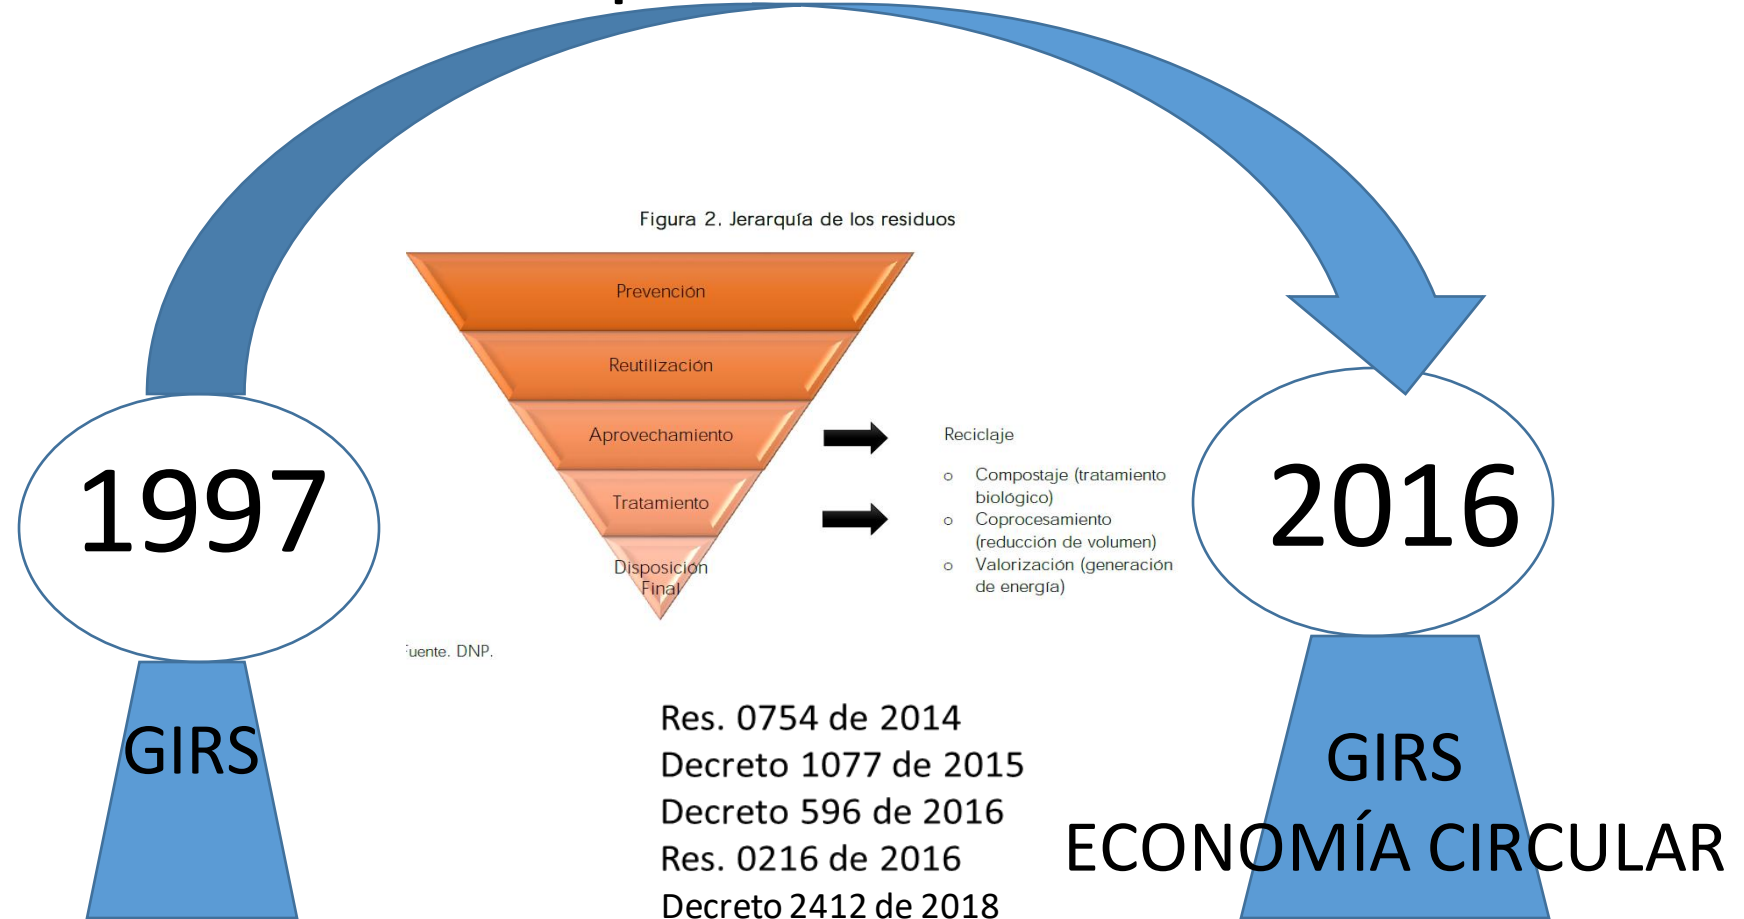 Figura 2. Jerarquía de los residuos
Prevención
Reutilización
Aprovechamiento
Tratamiento
Disposición
Final
Reciclaje
o Compostaje (tratamiento
biológico)
o Coprocesamiento
(reducción de volumen)
o Valorización (generación
de energía)
uente. DNP.
1997
GIRS
2016
GIRS
ECONOMÍA CIRCULAR
Res. 0754 de 2014
Decreto 1077 de 2015
Decreto 596 de 2016
Res. 0216 de 2016
Decreto 2412 de 2018